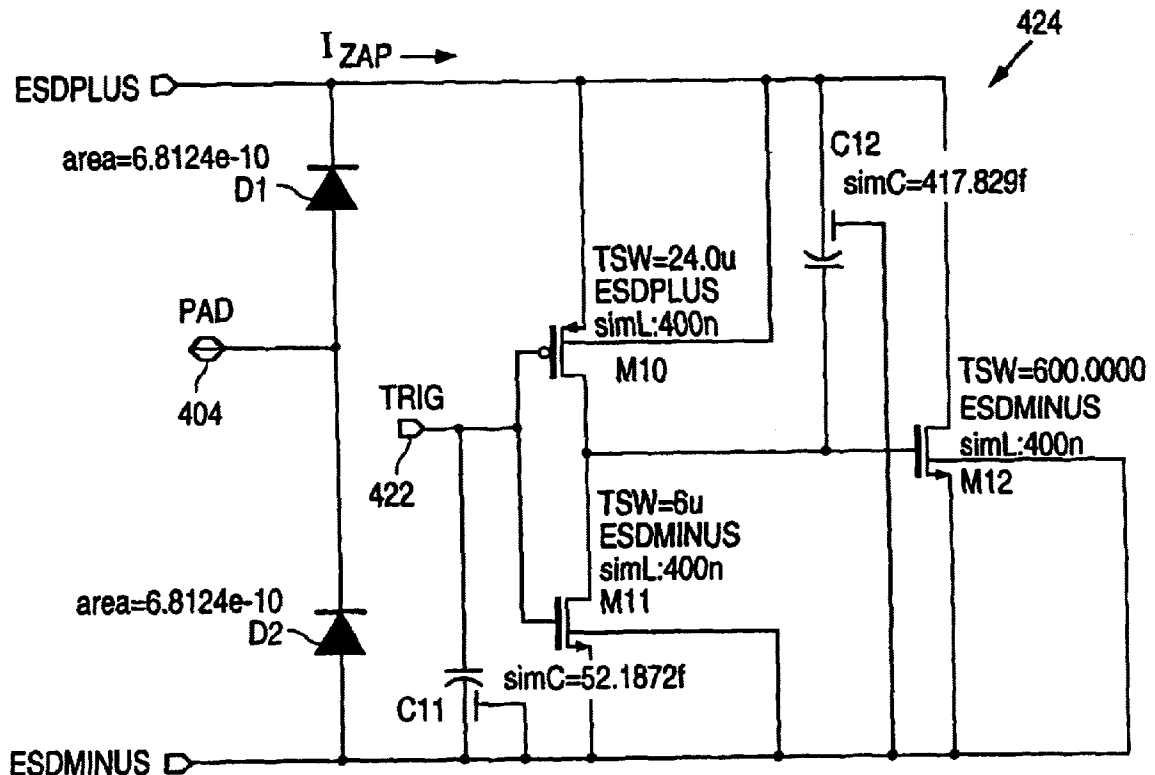 424
I ZAP
ESDPLUS
area=6.8124e-10
D1
C12
simC=417.829f
TSW=24.0u
ESDPLUS
simL:400n
M10
PAD
404
TRIG
422
TSW=600.0000
ESDMINUS
simL:400n
M12
TSW=6u
ESDMINUS
simL:400n
M11
area=6.8124e-10
D2
simC=52.1872f
C11
ESDMINUS